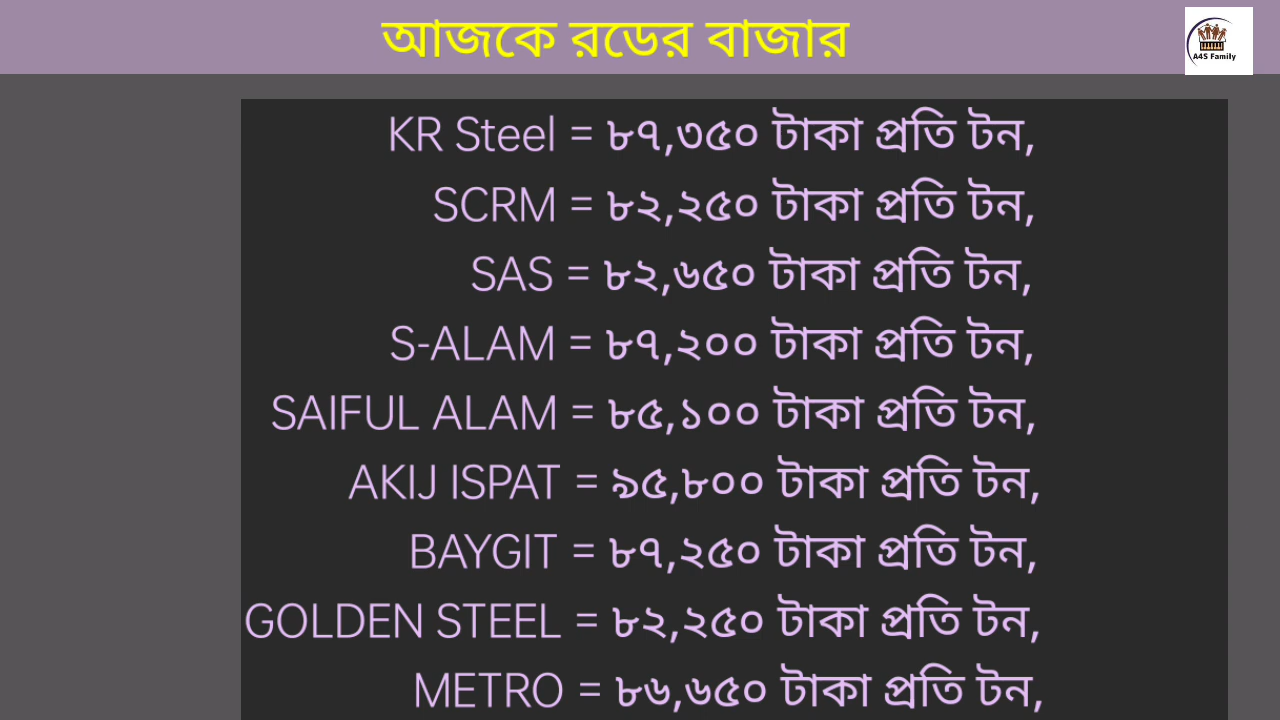 আজকে রডের বাজার
A4S Family
KR Steel = ৮৭,৩৫০ টাকা প্রতি টন,
SCRM = ৮২,২৫০ টাকা প্রতি টন,
SAS = ৮২,৬৫০ টাকা প্রতি টন,
S-ALAM = ৮৭,২০০ টাকা প্রতি টন,
SAIFUL ALAM = ৮৫,১০০ টাকা প্রতি টন,
AKIJ ISPAT = ৯৫,৮০০ টাকা প্রতি টন,
BAYGIT = ৮৭,২৫০ টাকা প্রতি টন,
GOLDEN STEEL = ৮২,২৫০ টাকা প্রতি টন,
METRO = ৮৬,৬৫০ টাকা প্রতি টন,